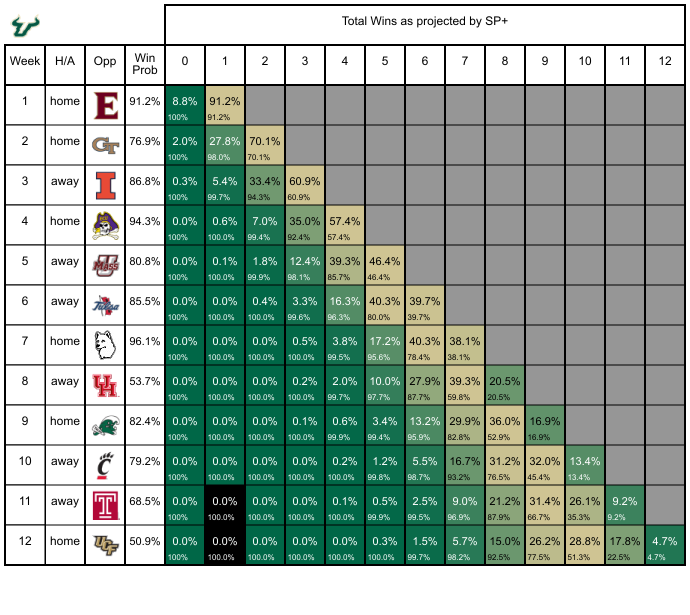 Total Wins as projected by SP+
Week H/A Opp Win Prob 0 1 2 3 4 5 6 7 8 9 10 11 12
1 home E 91.2% 8.8% 91.2%
100% 91.2%
2 home GT 76.9% 2.0% 27.8% 70.1%
100% 98.0% 70.1%
3 away I 86.8% 0.3% 5.4% 33.4% 60.9%
100% 99.7% 94.3% 60.9%
4 home 94.3% 0.0% 0.6% 7.0% 35.0% 57.4%
100% 100.0% 99.4% 92.4% 57.4%
5 away Mass 80.8% 0.0% 0.1% 1.8% 12.4% 39.3% 46.4%
100% 100.0% 99.9% 98.1% 85.7% 46.4%
6 away Tulsa 85.5% 0.0% 0.0% 0.4% 3.3% 16.3% 40.3% 39.7%
100% 100.0% 100.0% 99.6% 96.3% 80.0% 39.7%
7 home 96.1% 0.0% 0.0% 0.0% 0.5% 3.8% 17.2% 40.3% 38.1%
100% 100.0% 100.0% 100.0% 99.5% 95.6% 78.4% 38.1%
8 away UH 53.7% 0.0% 0.0% 0.0% 0.2% 2.0% 10.0% 27.9% 39.3% 20.5%
100% 100.0% 100.0% 100.0% 99.7% 97.7% 87.7% 59.8% 20.5%
9 home 82.4% 0.0% 0.0% 0.0% 0.1% 0.6% 3.4% 13.2% 29.9% 36.0% 16.9%
100% 100.0% 100.0% 100.0% 99.9% 99.4% 95.9% 82.8% 52.9% 16.9%
10 away C 79.2% 0.0% 0.0% 0.0% 0.0% 0.2% 1.2% 5.5% 16.7% 31.2% 32.0% 13.4%
100% 100.0% 100.0% 100.0% 100.0% 99.8% 98.7% 93.2% 76.5% 45.4% 13.4%
11 away T 68.5% 0.0% 0.0% 0.0% 0.0% 0.1% 0.5% 2.5% 9.0% 21.2% 31.4% 26.1% 9.2%
100% 100.0% 100.0% 100.0% 100.0% 99.9% 99.5% 96.9% 87.9% 66.7% 35.3% 9.2%
12 home UCF 50.9% 0.0% 0.0% 0.0% 0.0% 0.0% 0.3% 1.5% 5.7% 15.0% 26.2% 28.8% 17.8% 4.7%
100% 100.0% 100.0% 100.0% 100.0% 100.0% 99.7% 98.2% 92.5% 77.5% 51.3% 22.5% 4.7%